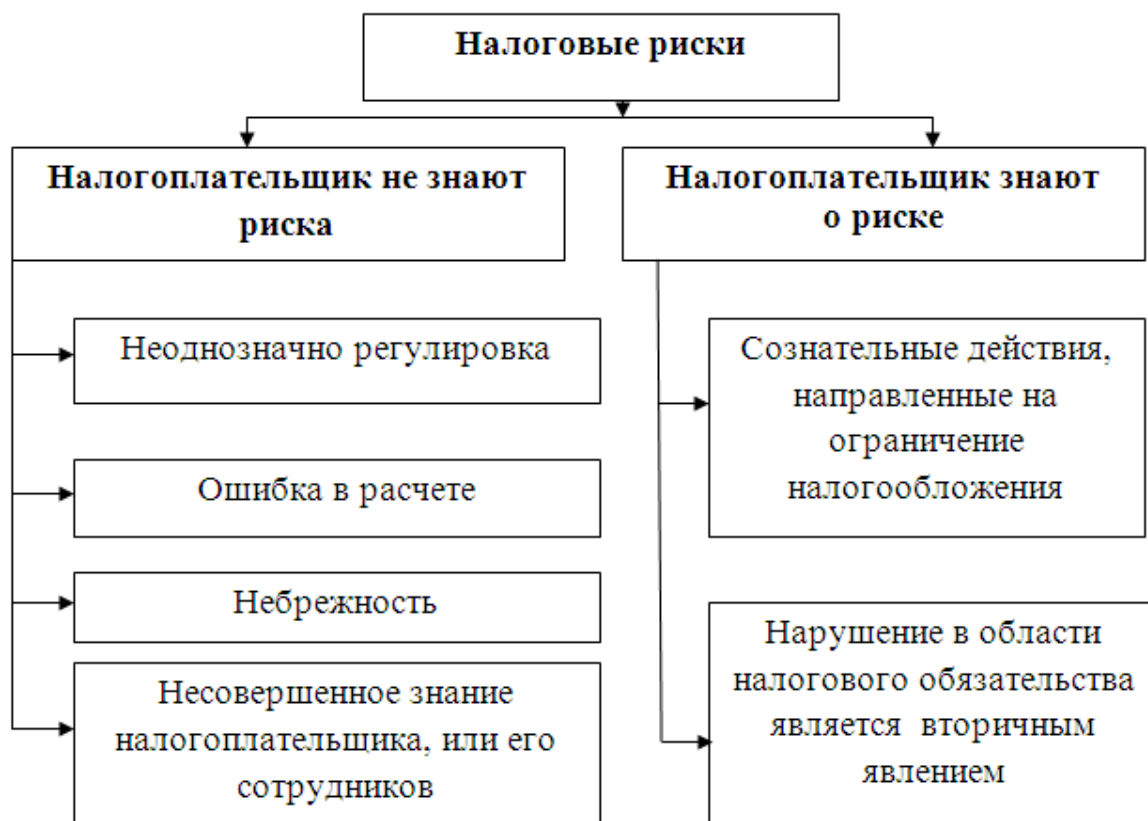 Налоговые риски
Налогоплательщик не знают
риска
Неоднозначно регулировка
Ошибка в расчете
Небрежность
Несовершенное знание
налогоплательщика, или его
сотрудников
Налогоплательщик знают
о риске
Сознательные действия,
направленные на
ограничение
налогообложения
Нарушение в области
налогового обязательства
является вторичным
явлением